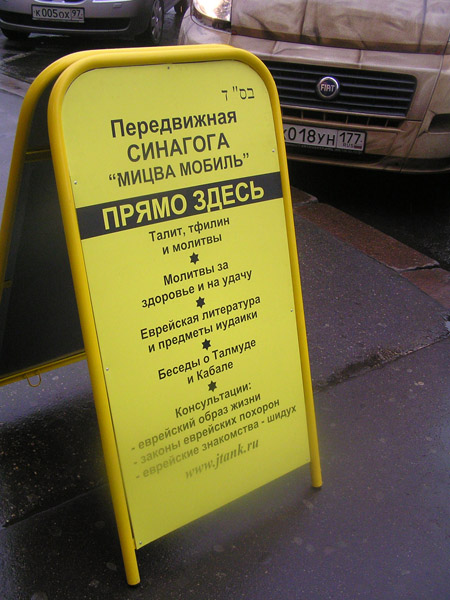 К005ОХ 97
FIAT
К018УН 177
בס"ד
Передвижная
СИНАГОГА
"МИЦВА МОБИЛЬ"
ПРЯМО ЗДЕСЬ
Талит, тфилин
и молитвы
Молитвы за
здоровье и на удачу
Еврейская литература
и предметы иудаики
Беседы о Талмуде
и Кабале
Консультации:
- еврейский образ жизни
- законы еврейских похорон
- еврейские знакомства - шидух
www.jtank.ru